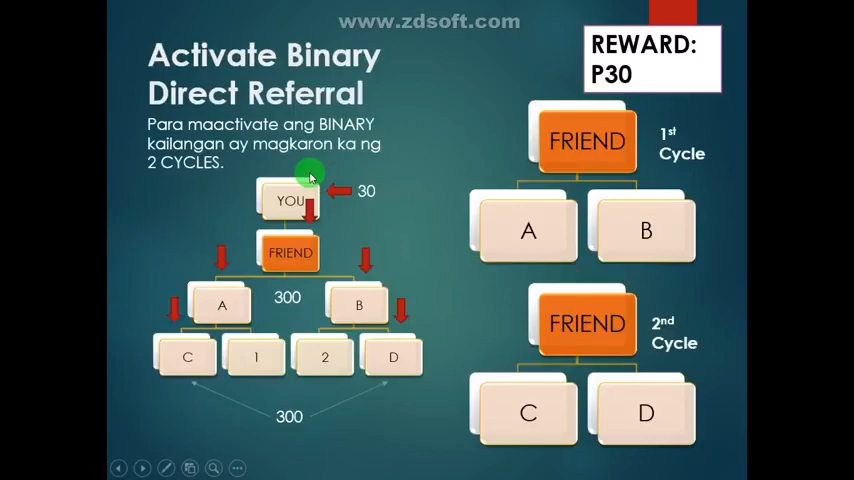 www.zdsoft.com
Activate Binary
Direct Referral
REWARD:
P30
Para maactivate ang BINARY
kailangan ay magkaron ka ng
2 CYCLES.
YOU
30
FRIEND
A
300
B
C
1
2
D
300
FRIEND
1st
Cycle
A
B
FRIEND
2nd
Cycle
C
D